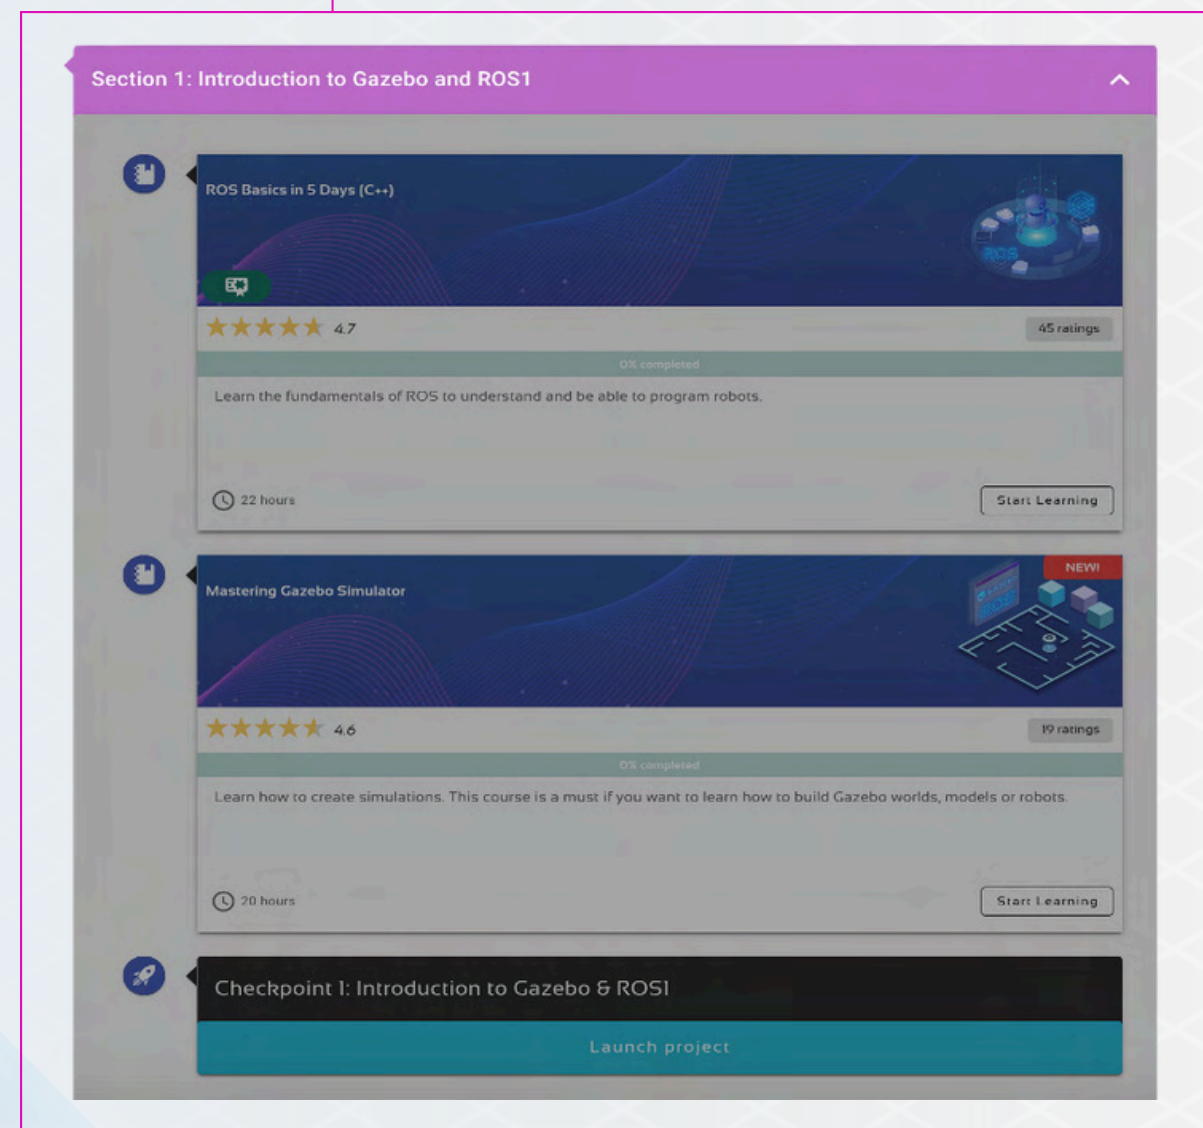 Section 1: Introduction to Gazebo and ROS1
ROS Basics in 5 Days (C++)
ROS
4.7
45 ratings
0% completed
Learn the fundamentals of ROS to understand and be able to program robots.
22 hours
Start Learning
NEW!
Mastering Gazebo Simulator
4.6
19 ratings
0% completed
Learn how to create simulations. This course is a must if you want to learn how to build Gazebo worlds, models or robots.
20 hours
Start Learning
Checkpoint 1: Introduction to Gazebo & ROS1
Launch project